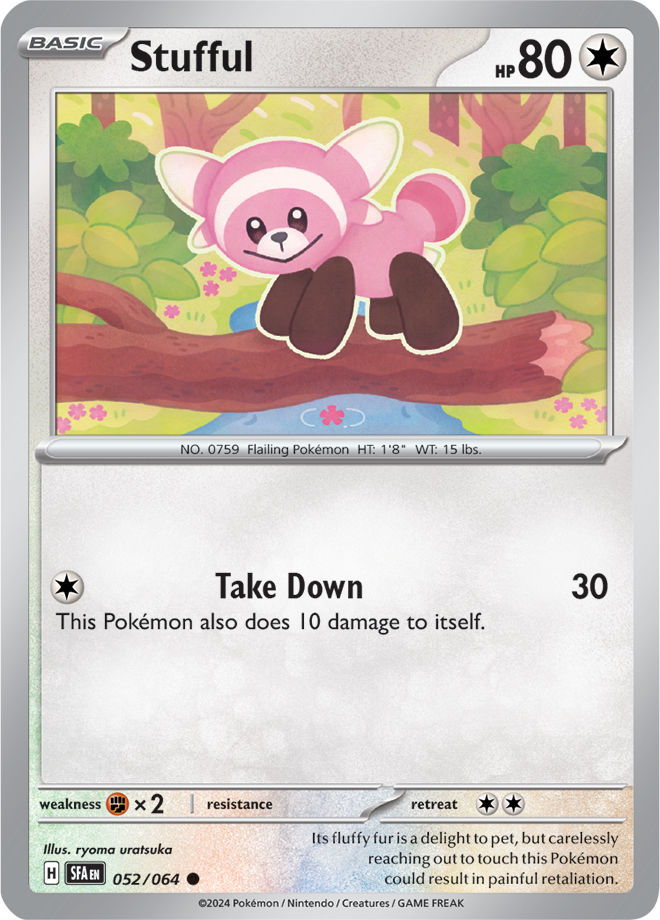 BASIC
Stufful
HP 80
NO. 0759 Flailing Pokémon HT: 1'8" WT: 15 lbs.
Take Down 30
This Pokémon also does 10 damage to itself.
weakness ×2 resistance retreat
Illus. ryoma uratsuka
Its fluffy fur is a delight to pet, but carelessly
reaching out to touch this Pokémon
could result in painful retaliation.
H SFA EN 052/064
©2024 Pokémon / Nintendo / Creatures / GAME FREAK